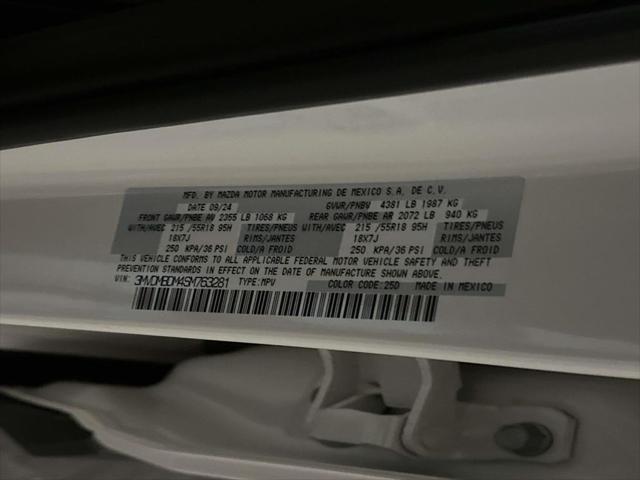 MFD. BY MAZDA MOTOR MANUFACTURING DE MEXICO S.A. DE C.V.
DATE 09/24 GVWR/PNBV 4381 LB 1987 KG
FRONT GAWR/PNBE AV 2355 LB 1068 KG REAR GAWR/PNBE AR 2072 LB 940 KG
WITH/AVEC 215 /55R18 95H TIRES/PNEU WITH/AVEC 215 /55R18 95H TIRES/PNEU
18X7J RIMS/JANTES 18X7J RIMS/JANTES
250 KPA/36 PSI COLD/A FROID 250 KPA/36 PSI COLD/A FROID
THIS VEHICLE CONFORMS TO ALL APPLICABLE FEDERAL MOTOR VEHICLE SAFETY AND THEFT
PREVENTION STANDARDS IN EFFECT ON THE DATE OF MANUFACTURE SHOWN ABOVE.
VIN: 3MVDMBDM4SM763281 TYPE:MPV COLOR CODE:25D MADE IN MEXICO